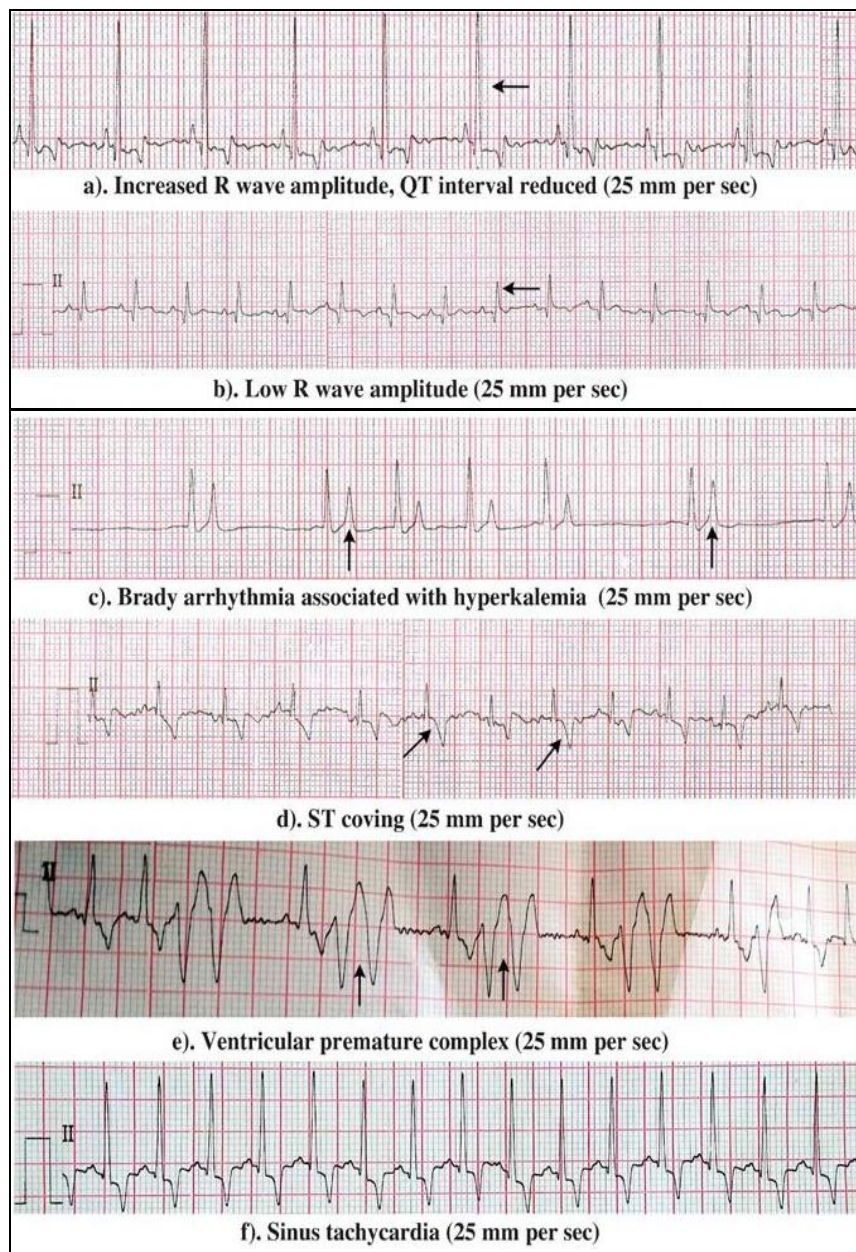 a). Increased R wave amplitude, QT interval reduced (25 mm per sec)
II
b). Low R wave amplitude (25 mm per sec)
II
c). Brady arrhythmia associated with hyperkalemia (25 mm per sec)
II
d). ST coving (25 mm per sec)
II
e). Ventricular premature complex (25 mm per sec)
II
f). Sinus tachycardia (25 mm per sec)